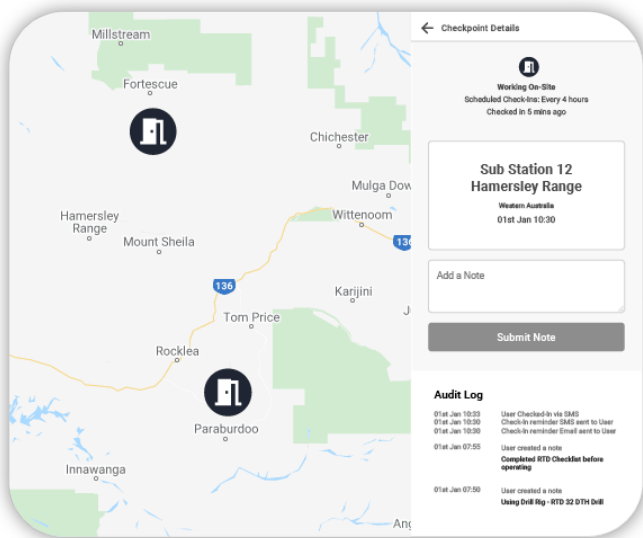 Millstream
Fortescue
Chichester
Mulga Dow
Hamersley
Range
Mount Sheila
Wittenoom
136
136
Karijini
Tom Price
Rocklea
Paraburdoo
Innawanga
Ang
Checkpoint Details
Working On-Site
Scheduled Check-Ins: Every 4 hours
Checked in 5 mins ago
Sub Station 12
Hamersley Range
Western Australia
01st Jan 10:30
Add a Note
Submit Note
Audit Log
01st Jan 10:33 User Checked-In via SMS
01st Jan 10:30 Check-In reminder SMS sent to User
01st Jan 10:30 Check-In reminder Email sent to User
01st Jan 07:55 User created a note
Completed RTD Checklist before
operating
01st Jan 07:50 User created a note
Using Drill Rig - RTD 32 DTH Drill